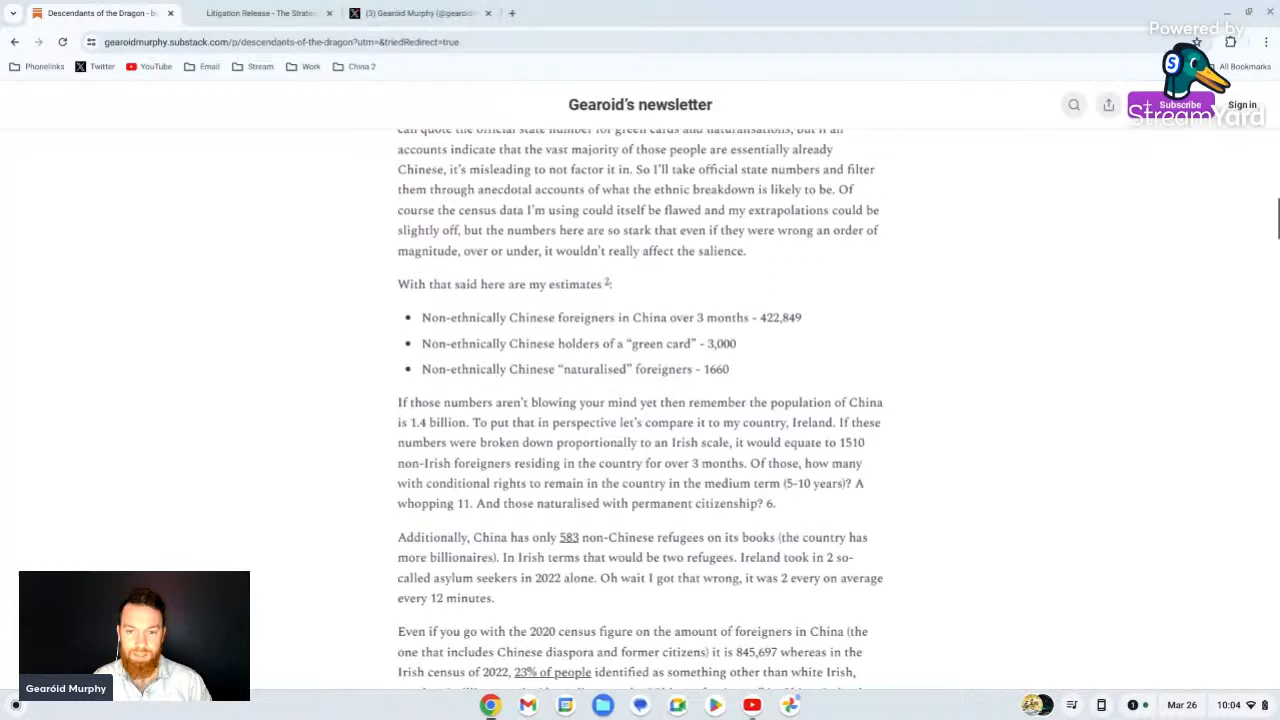 Descendants of the Dragon - b
Litigation Release - The Strate
(3) Gearóid Murphy (@gearoid
gearoidmurphy.substack.com/p/descendants-of-the-dragon?utm=&triedRedirect=true
Powered by
Phonelinks
Twitter
YouTube
Email
Stream
Work
China 2
All Bookmarks
S
Gearoid's newsletter
Subscribe
Sign in
StreamYard
can quote the official state number for green cards and naturalisations, but if all
accounts indicate that the vast majority of those people are essentially already
Chinese, it's misleading to not factor it in. So I'll take official state numbers and filter
them through anecdotal accounts of what the ethnic breakdown is likely to be. Of
course the census data I'm using could itself be flawed and my extrapolations could be
slightly off, but the numbers here are so stark that even if they were wrong an order of
magnitude, over or under, it wouldn't really affect the salience.
With that said here are my estimates 2:
• Non-ethnically Chinese foreigners in China over 3 months - 422,849
• Non-ethnically Chinese holders of a "green card" - 3,000
• Non-ethnically Chinese "naturalised" foreigners - 1660
If those numbers aren't blowing your mind yet then remember the population of China
is 1.4 billion. To put that in perspective let's compare it to my country, Ireland. If these
numbers were broken down proportionally to an Irish scale, it would equate to 1510
non-Irish foreigners residing in the country for over 3 months. Of those, how many
with conditional rights to remain in the country in the medium term (5-10 years)? A
whopping 11. And those naturalised with permanent citizenship? 6.
Additionally, China has only 583 non-Chinese refugees on its books (the country has
more billionaires). In Irish terms that would be two refugees. Ireland took in 2 so-
called asylum seekers in 2022 alone. Oh wait I got that wrong, it was 2 every on average
every 12 minutes.
Even if you go with the 2020 census figure on the amount of foreigners in China (the
one that includes Chinese diaspora and former citizens) it is 845,697 whereas in the
Irish census of 2022, 23% of people identified as something other than white Irish,
Gearóid Murphy
Mar 26
10:04